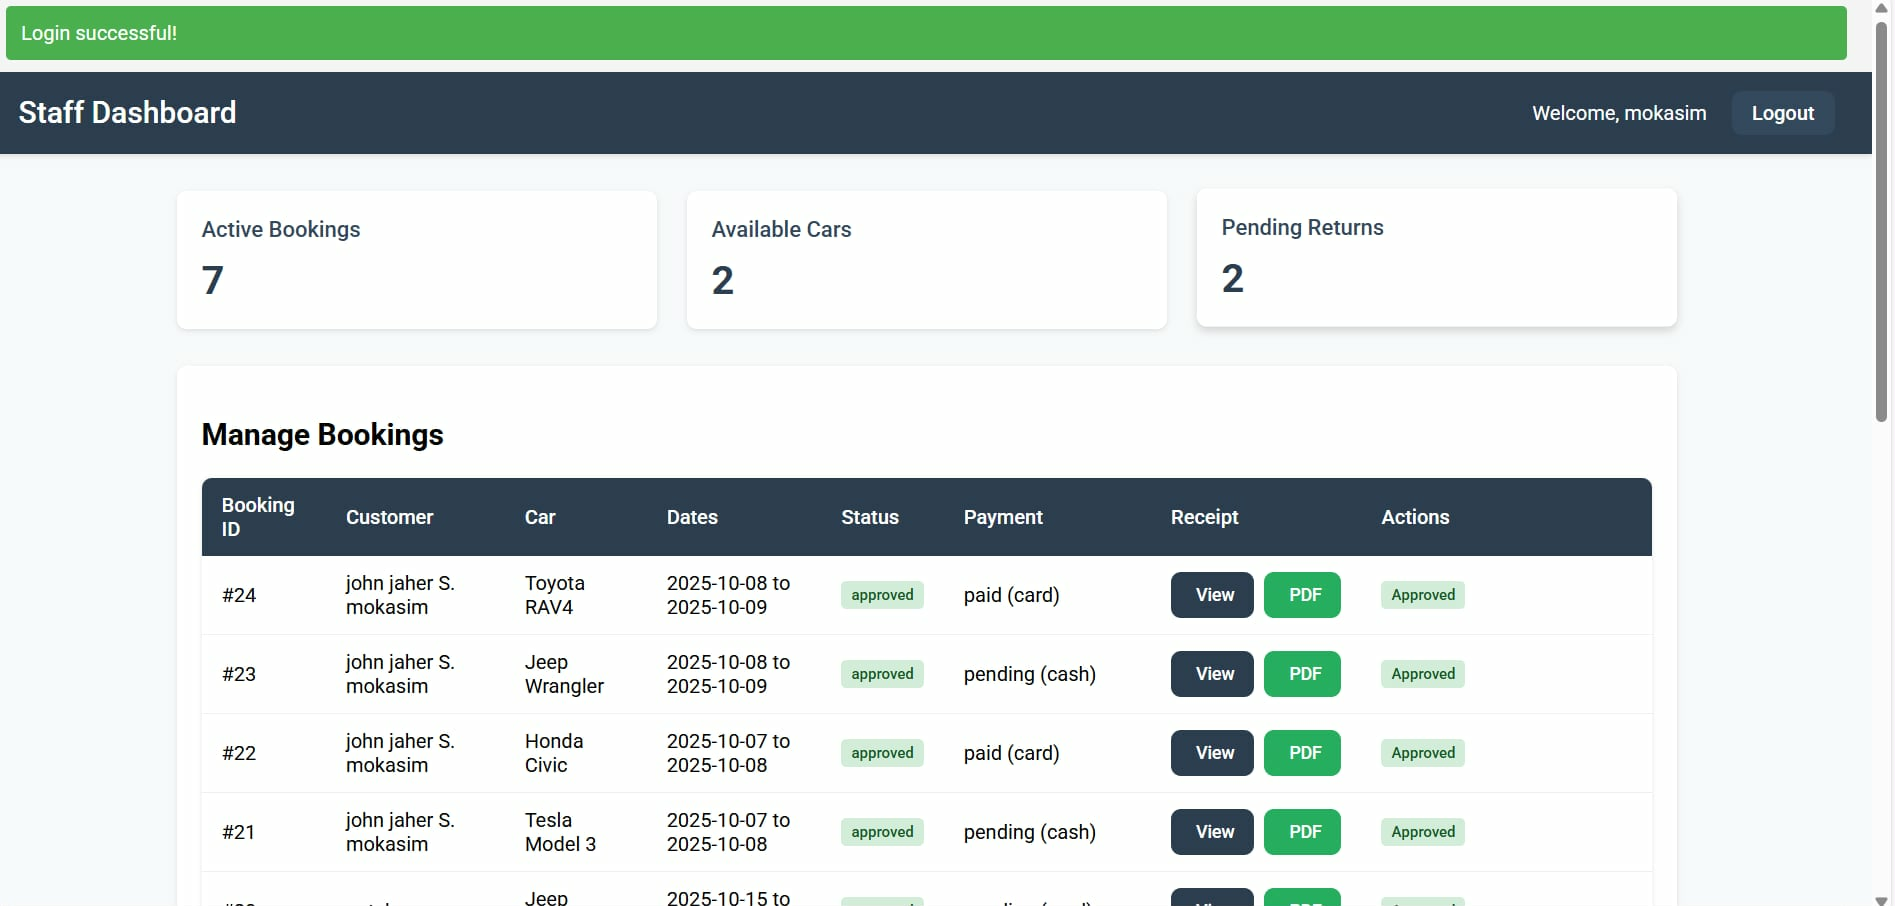 Login successful!
Staff Dashboard
Welcome, mokasim
Logout
Active Bookings
7
Available Cars
2
Pending Returns
2
Manage Bookings
Booking ID Customer Car Dates Status Payment Receipt Actions
#24 john jaher S. mokasim Toyota RAV4 2025-10-08 to 2025-10-09 approved paid (card) View PDF Approved
#23 john jaher S. mokasim Jeep Wrangler 2025-10-08 to 2025-10-09 approved pending (cash) View PDF Approved
#22 john jaher S. mokasim Honda Civic 2025-10-07 to 2025-10-08 approved paid (card) View PDF Approved
#21 john jaher S. mokasim Tesla Model 3 2025-10-07 to 2025-10-08 approved pending (cash) View PDF Approved
Jeep 2025-10-15 to